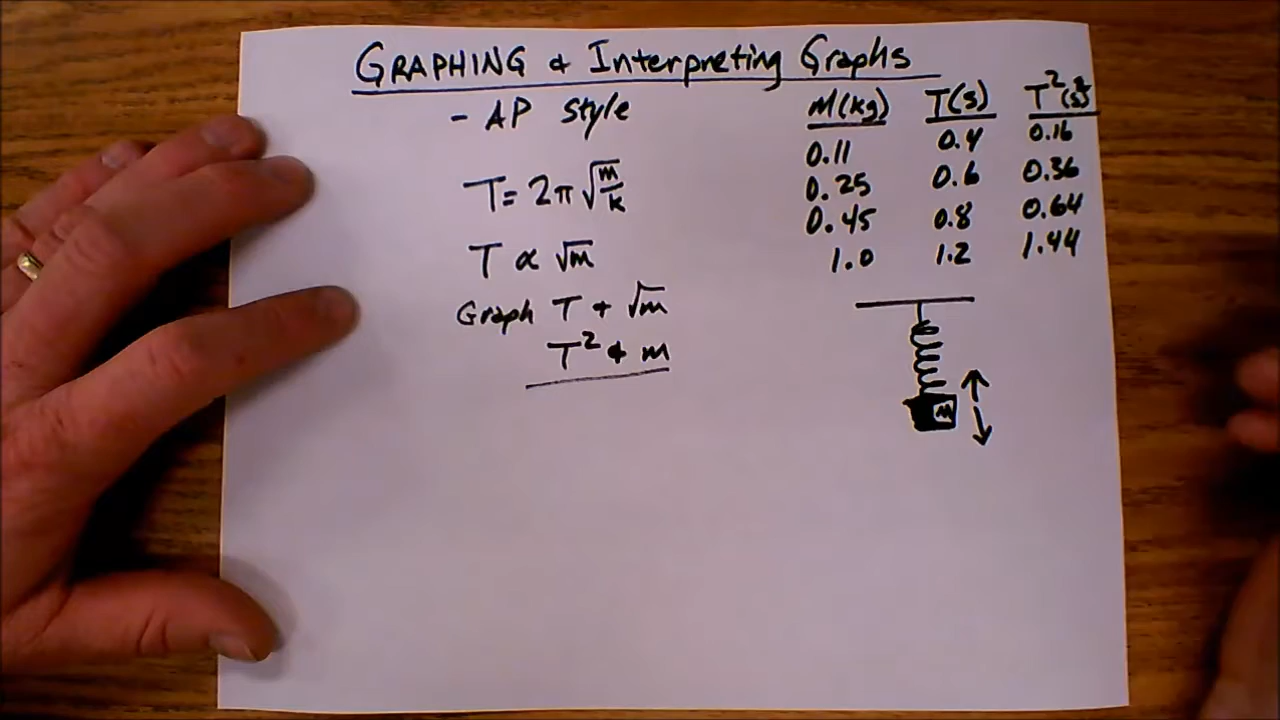 GRAPHING & Interpreting Graphs
- AP style
T = 2π √(m/k)
T ∝ √m
Graph T & √m
T² & m
M(kg) T(s) T²(s)²
0.11 0.4 0.16
0.25 0.6 0.36
0.45 0.8 0.64
1.0 1.2 1.44
M